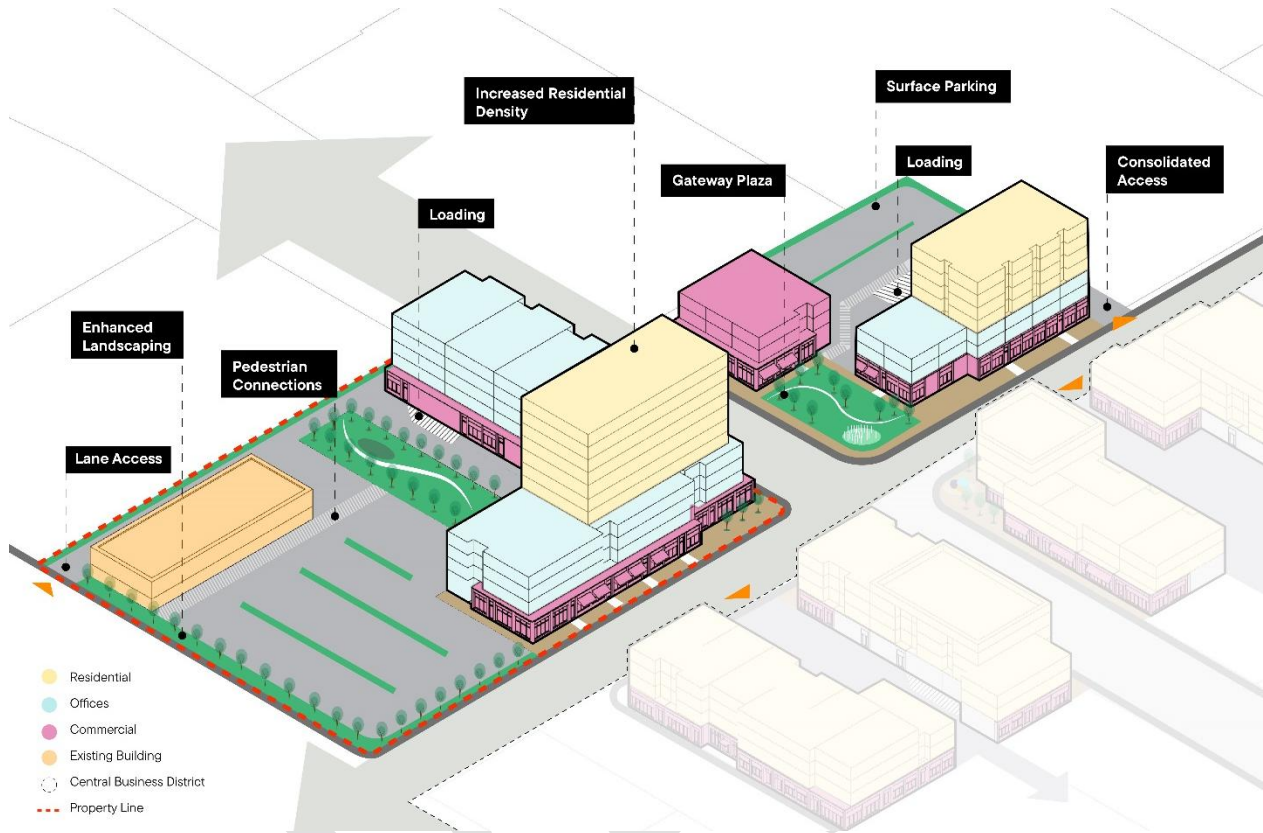 Increased Residential
Density
Surface Parking
Loading
Consolidated
Access
Gateway Plaza
Loading
Enhanced
Landscaping
Pedestrian
Connections
Lane Access
Residential
Offices
Commercial
Existing Building
Central Business District
Property Line